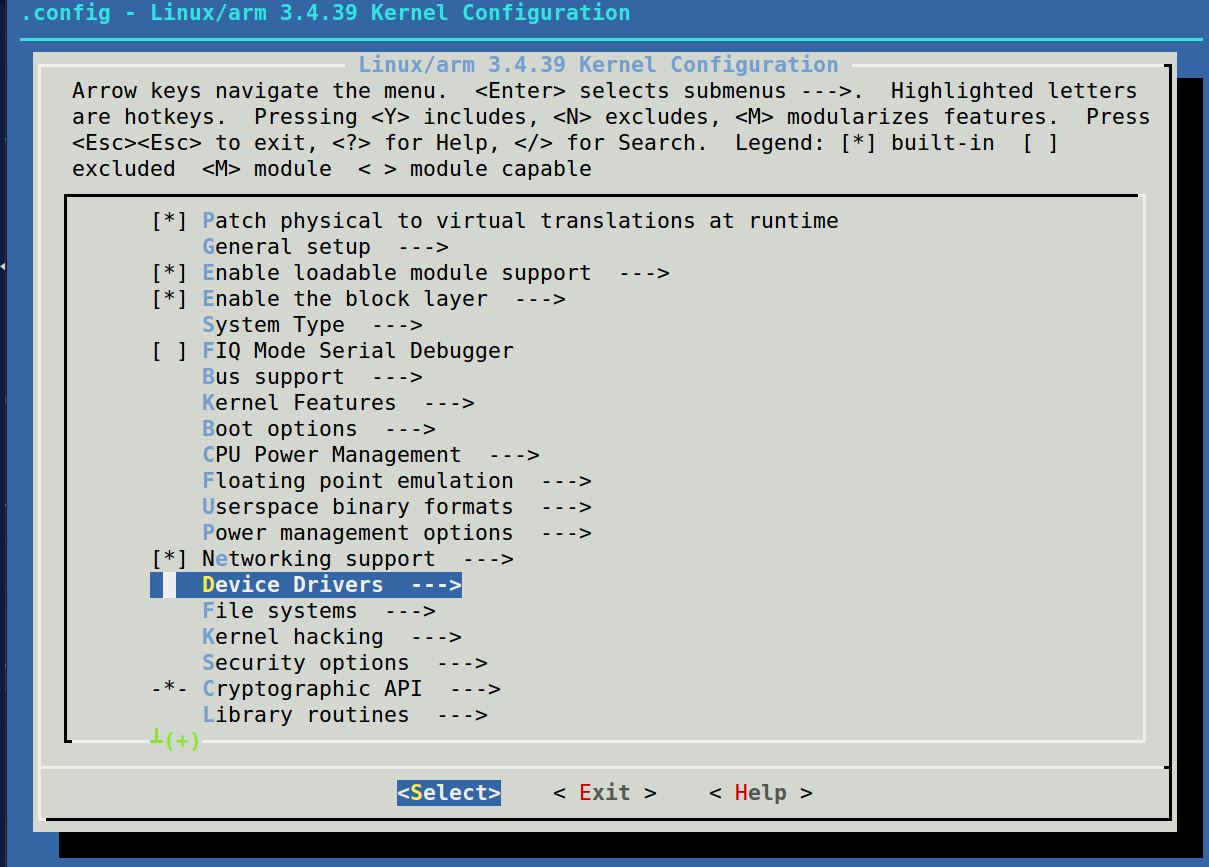 .config - Linux/arm 3.4.39 Kernel Configuration
Linux/arm 3.4.39 Kernel Configuration
Arrow keys navigate the menu.  <Enter> selects submenus --->.  Highlighted letters
are hotkeys.  Pressing <Y> includes, <N> excludes, <M> modularizes features.  Press
<Esc><Esc> to exit, <?> for Help, </> for Search.  Legend: [*] built-in  [ ]
excluded  <M> module  < > module capable
[*] Patch physical to virtual translations at runtime
General setup  --->
[*] Enable loadable module support  --->
[*] Enable the block layer  --->
System Type  --->
[ ] FIQ Mode Serial Debugger
Bus support  --->
Kernel Features  --->
Boot options  --->
CPU Power Management  --->
Floating point emulation  --->
Userspace binary formats  --->
Power management options  --->
[*] Networking support  --->
Device Drivers  --->
File systems  --->
Kernel hacking  --->
Security options  --->
-*- Cryptographic API  --->
Library routines  --->
┴(+)
<Select>    < Exit >    < Help >